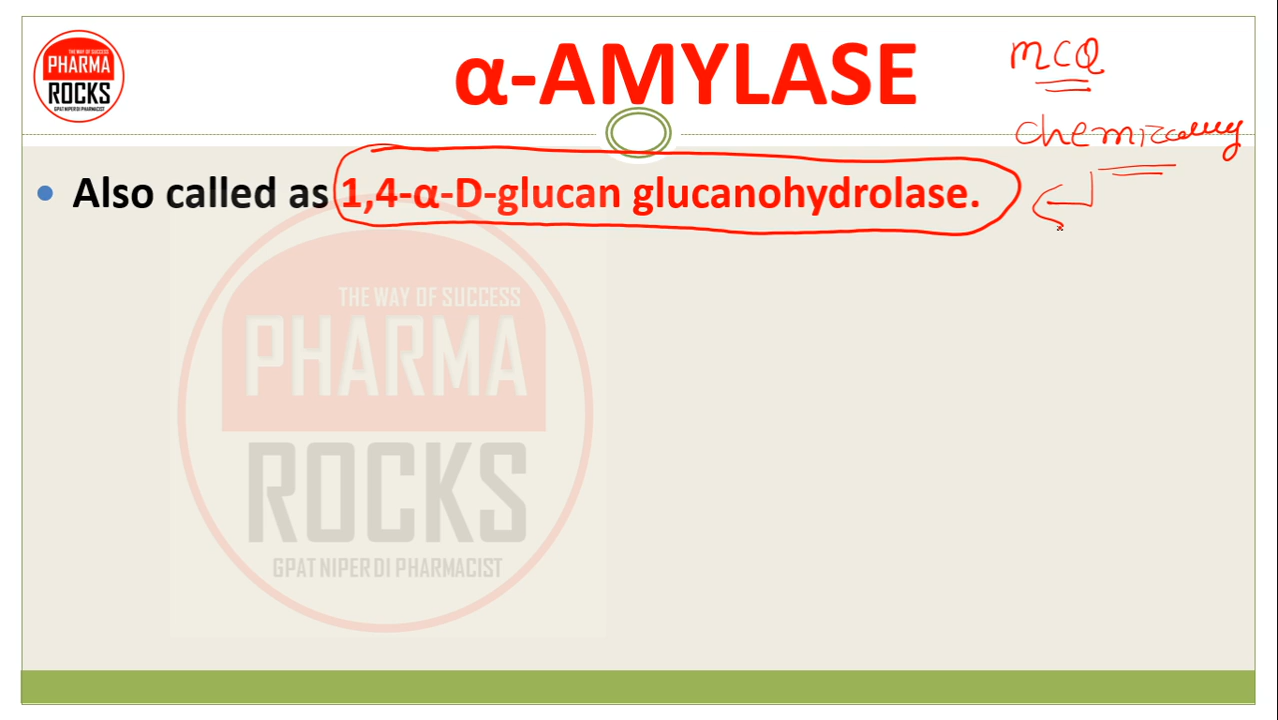 THE WAY OF SUCCESS
PHARMA
ROCKS
GPAT NIPER DI PHARMACIST
α-AMYLASE
MCQ
chemically
• Also called as 1,4-α-D-glucan glucanohydrolase.
THE WAY OF SUCCESS
PHARMA
ROCKS
GPAT NIPER DI PHARMACIST